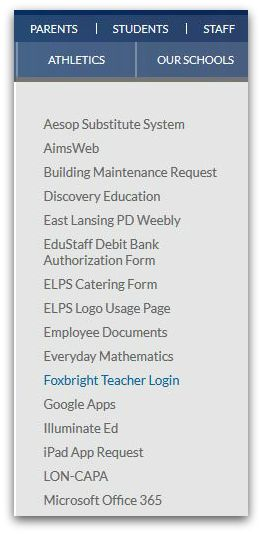 PARENTS | STUDENTS | STAFF
ATHLETICS OUR SCHOOLS
Aesop Substitute System
AimsWeb
Building Maintenance Request
Discovery Education
East Lansing PD Weebly
EduStaff Debit Bank
Authorization Form
ELPS Catering Form
ELPS Logo Usage Page
Employee Documents
Everyday Mathematics
Foxbright Teacher Login
Google Apps
Illuminate Ed
iPad App Request
LON-CAPA
Microsoft Office 365